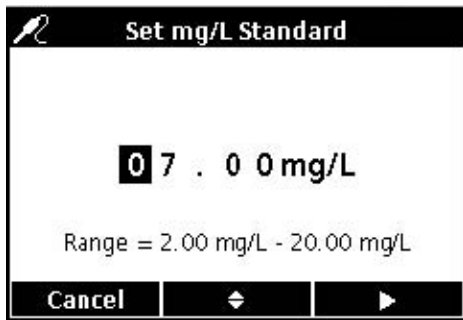 Set mg/L Standard
07.00mg/L
Range = 2.00 mg/L - 20.00 mg/L
Cancel